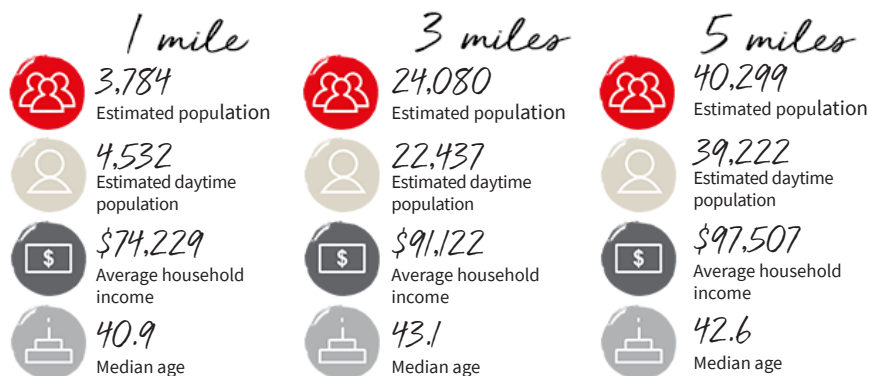 1 mile
3,784
Estimated population
4,532
Estimated daytime
population
$
$74,229
Average household
income
40.9
Median age
3 miles
24,080
Estimated population
22,437
Estimated daytime
population
$
$91,122
Average household
income
43.1
Median age
5 miles
40,299
Estimated population
39,222
Estimated daytime
population
$
$97,507
Average household
income
42.6
Median age